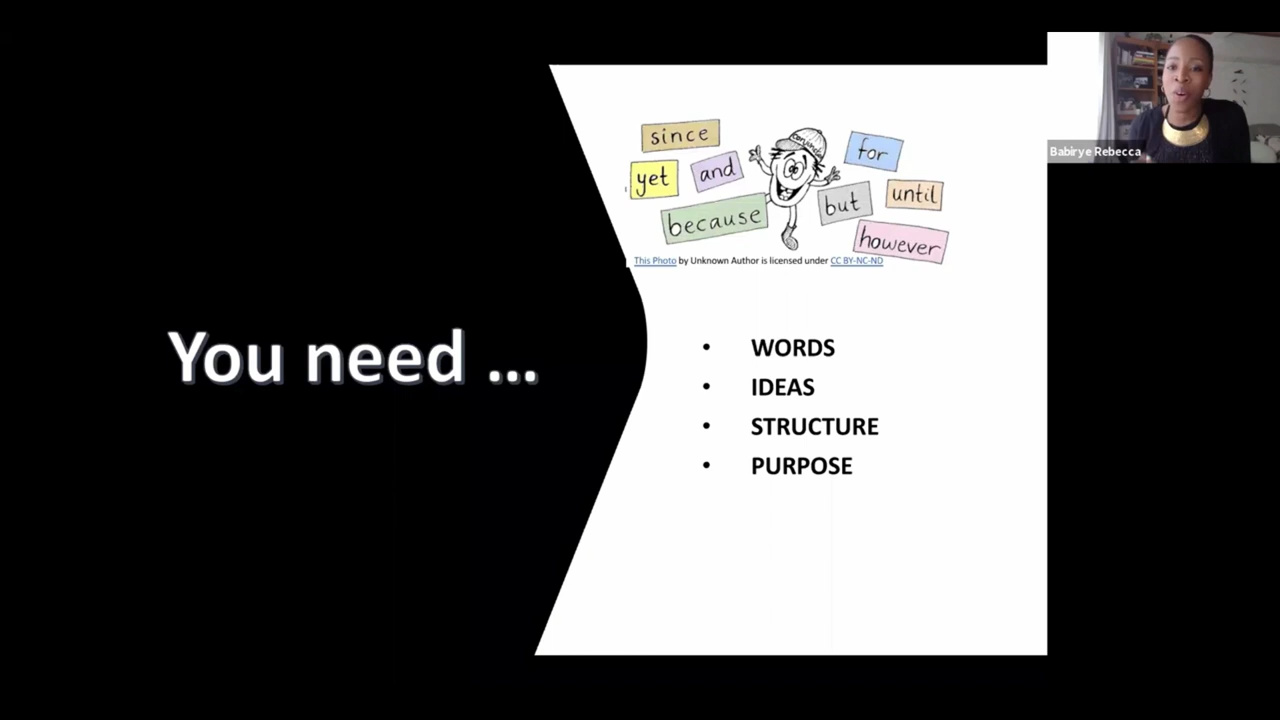 Babirye Rebecca
since
for
yet
and
until
but
because
however
This Photo by Unknown Author is licensed under CC BY-NC-ND
You need ...
• WORDS
• IDEAS
• STRUCTURE
• PURPOSE